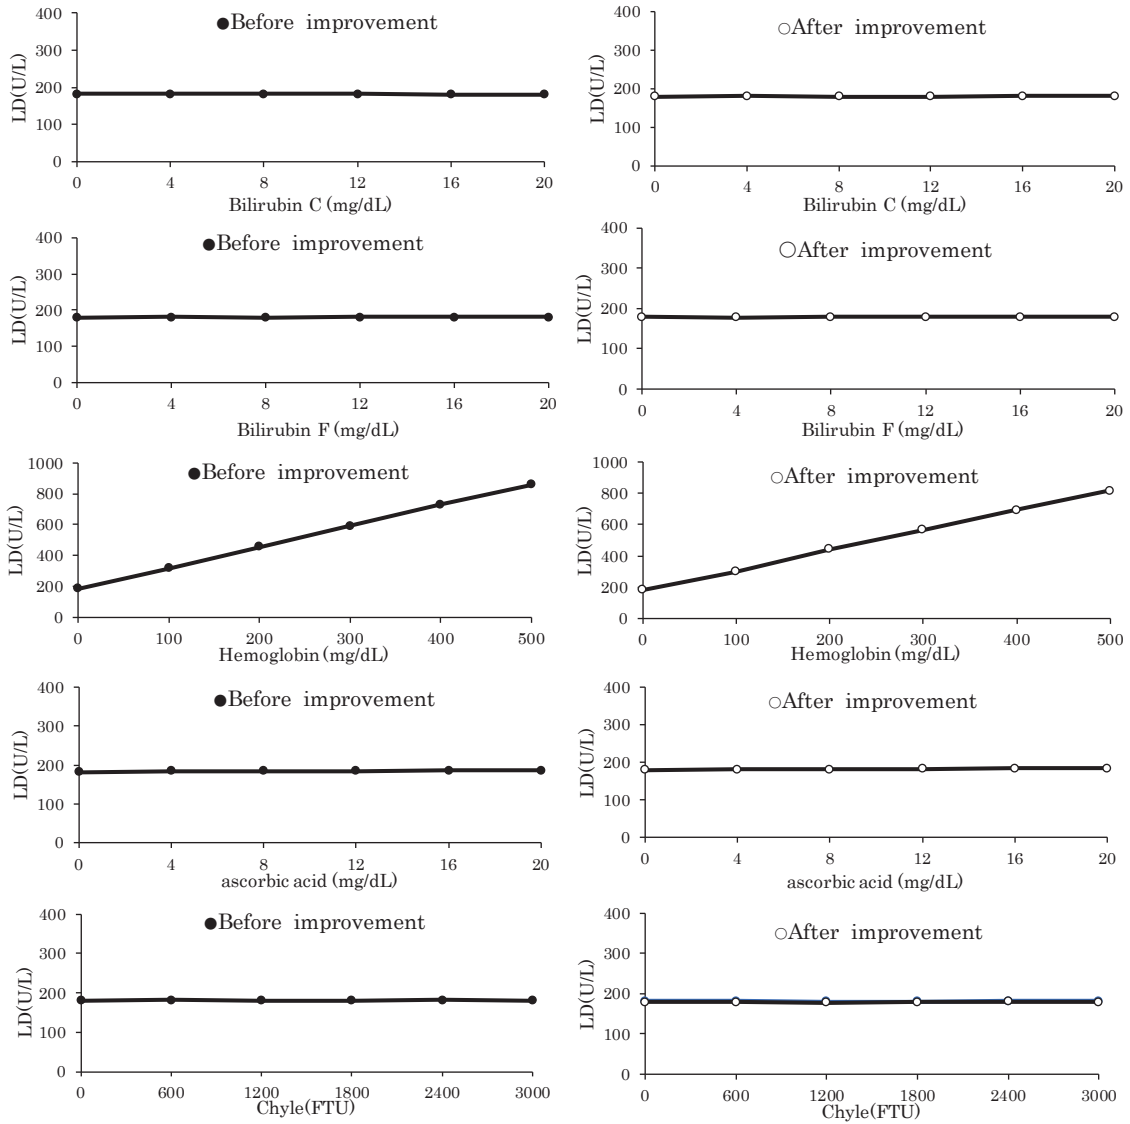 ●Before improvement
LD(U/L)
400
300
200
100
0
0 4 8 12 16 20
Bilirubin C (mg/dL)
○After improvement
LD(U/L)
400
300
200
100
0
0 4 8 12 16 20
Bilirubin C (mg/dL)
●Before improvement
LD(U/L)
400
300
200
100
0
0 4 8 12 16 20
Bilirubin F (mg/dL)
○After improvement
LD(U/L)
400
300
200
100
0
0 4 8 12 16 20
Bilirubin F (mg/dL)
●Before improvement
LD(U/L)
1000
800
600
400
200
0
0 100 200 300 400 500
Hemoglobin (mg/dL)
○After improvement
LD(U/L)
1000
800
600
400
200
0
0 100 200 300 400 500
Hemoglobin (mg/dL)
●Before improvement
LD(U/L)
400
300
200
100
0
0 4 8 12 16 20
ascorbic acid (mg/dL)
○After improvement
LD(U/L)
400
300
200
100
0
0 4 8 12 16 20
ascorbic acid (mg/dL)
●Before improvement
LD(U/L)
400
300
200
100
0
0 600 1200 1800 2400 3000
Chyle(FTU)
○After improvement
LD(U/L)
400
300
200
100
0
0 600 1200 1800 2400 3000
Chyle(FTU)